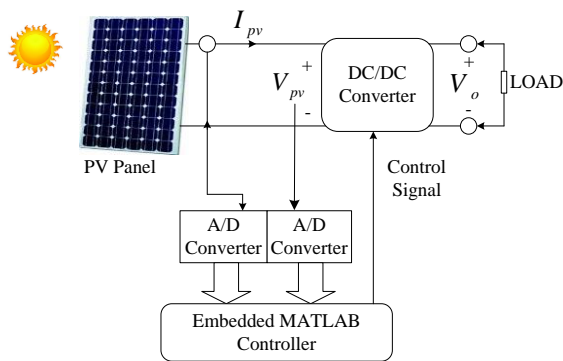 I_pv
+
V_pv
-
DC/DC
Converter
+
V_o
-
LOAD
PV Panel
Control
Signal
A/D
Converter
A/D
Converter
Embedded MATLAB
Controller